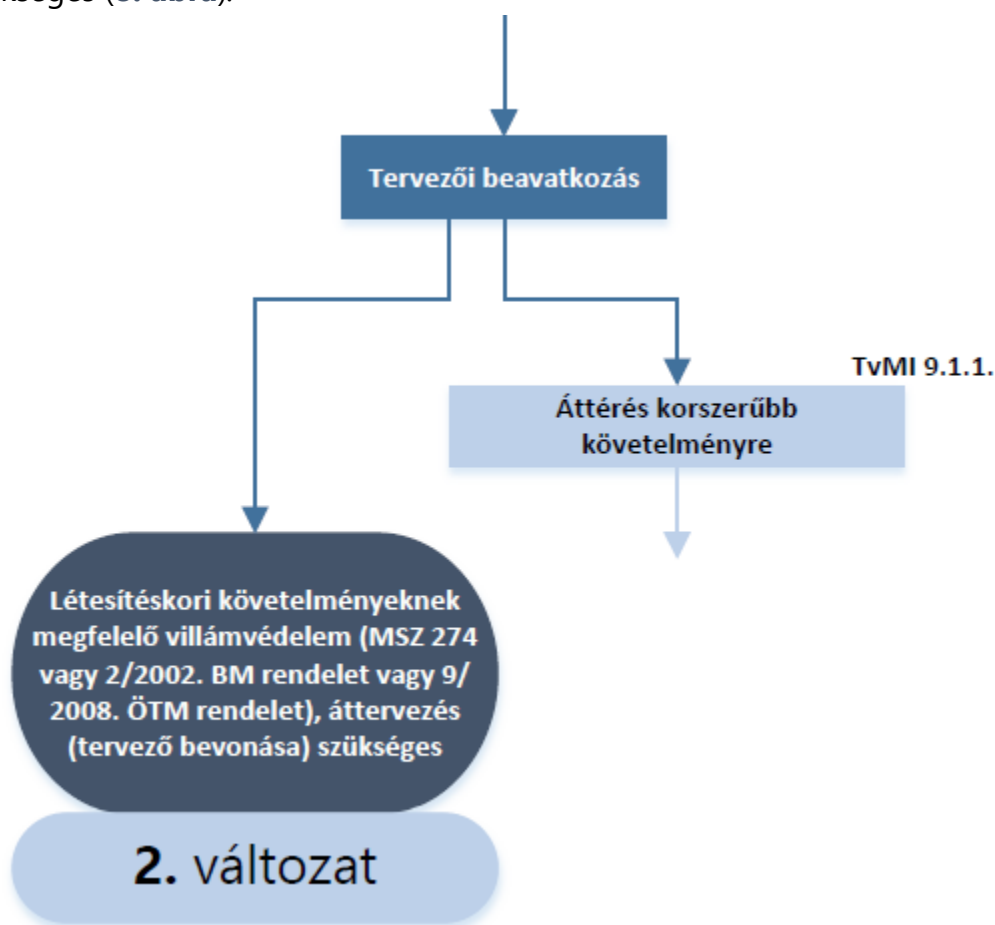 Tervezői beavatkozás
TvMI 9.1.1.
Áttérés korszerűbb
követelményre
Létesítéskori követelményeknek
megfelelő villámvédelem (MSZ 274
vagy 2/2002. BM rendelet vagy 9/
2008. ÖTM rendelet), áttervezés
(tervező bevonása) szükséges
2. változat